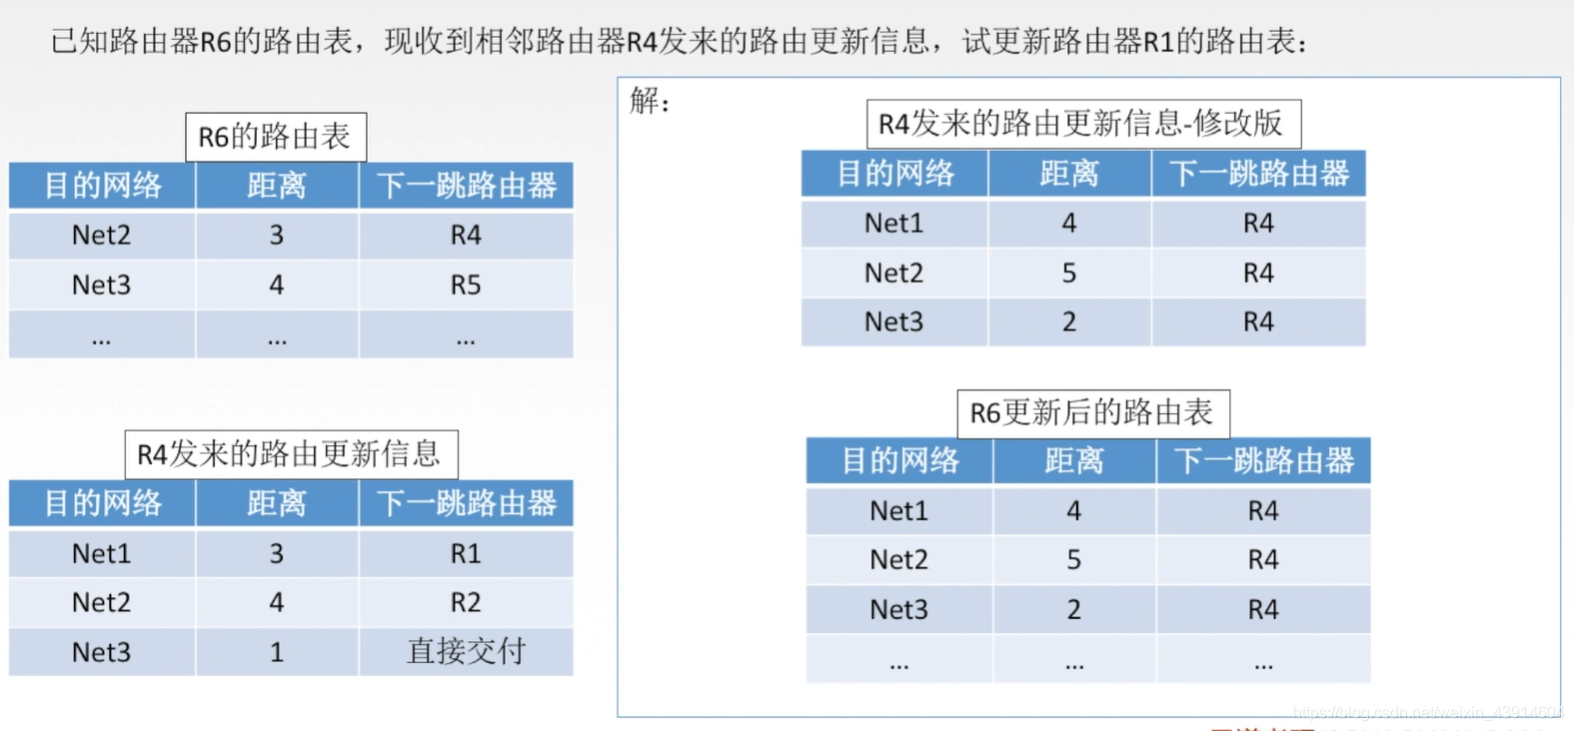 已知路由器R6的路由表，现收到相邻路由器R4发来的路由更新信息，试更新路由器R1的路由表：
R6的路由表
目的网络 距离 下一跳路由器
Net2 3 R4
Net3 4 R5
... ... ...
R4发来的路由更新信息
目的网络 距离 下一跳路由器
Net1 3 R1
Net2 4 R2
Net3 1 直接交付
解：
R4发来的路由更新信息-修改版
目的网络 距离 下一跳路由器
Net1 4 R4
Net2 5 R4
Net3 2 R4
R6更新后的路由表
目的网络 距离 下一跳路由器
Net1 4 R4
Net2 5 R4
Net3 2 R4
... ... ...
https://blog.csdn.net/weixin_43914604